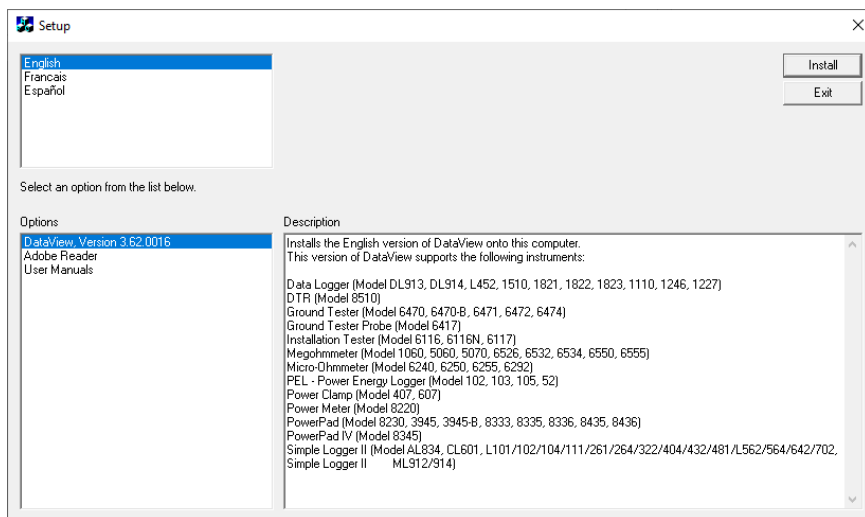 Setup
English
Francais
Español
Install
Exit
Select an option from the list below.
Options
DataView, Version 3.62.0016
Adobe Reader
User Manuals
Description
Installs the English version of DataView onto this computer.
This version of DataView supports the following instruments:
Data Logger (Model DL913, DL914, L452, 1510, 1821, 1822, 1823, 1110, 1246, 1227)
DTR (Model 8510)
Ground Tester (Model 6470, 6470-B, 6471, 6472, 6474)
Ground Tester Probe (Model 6417)
Installation Tester (Model 6116, 6116N, 6117)
Megohmmeter (Model 1060, 5060, 5070, 6526, 6532, 6534, 6550, 6555)
Micro-Ohmmeter (Model 6240, 6250, 6255, 6292)
PEL - Power Energy Logger (Model 102, 103, 105, 52)
Power Clamp (Model 407, 607)
Power Meter (Model 8220)
PowerPad (Model 8230, 3945, 3945-B, 8333, 8335, 8336, 8435, 8436)
PowerPad IV (Model 8345)
Simple Logger II (Model AL834, CL601, L101/102/104/111/261/264/322/404/432/481/L562/564/642/702,
Simple Logger II ML912/914)